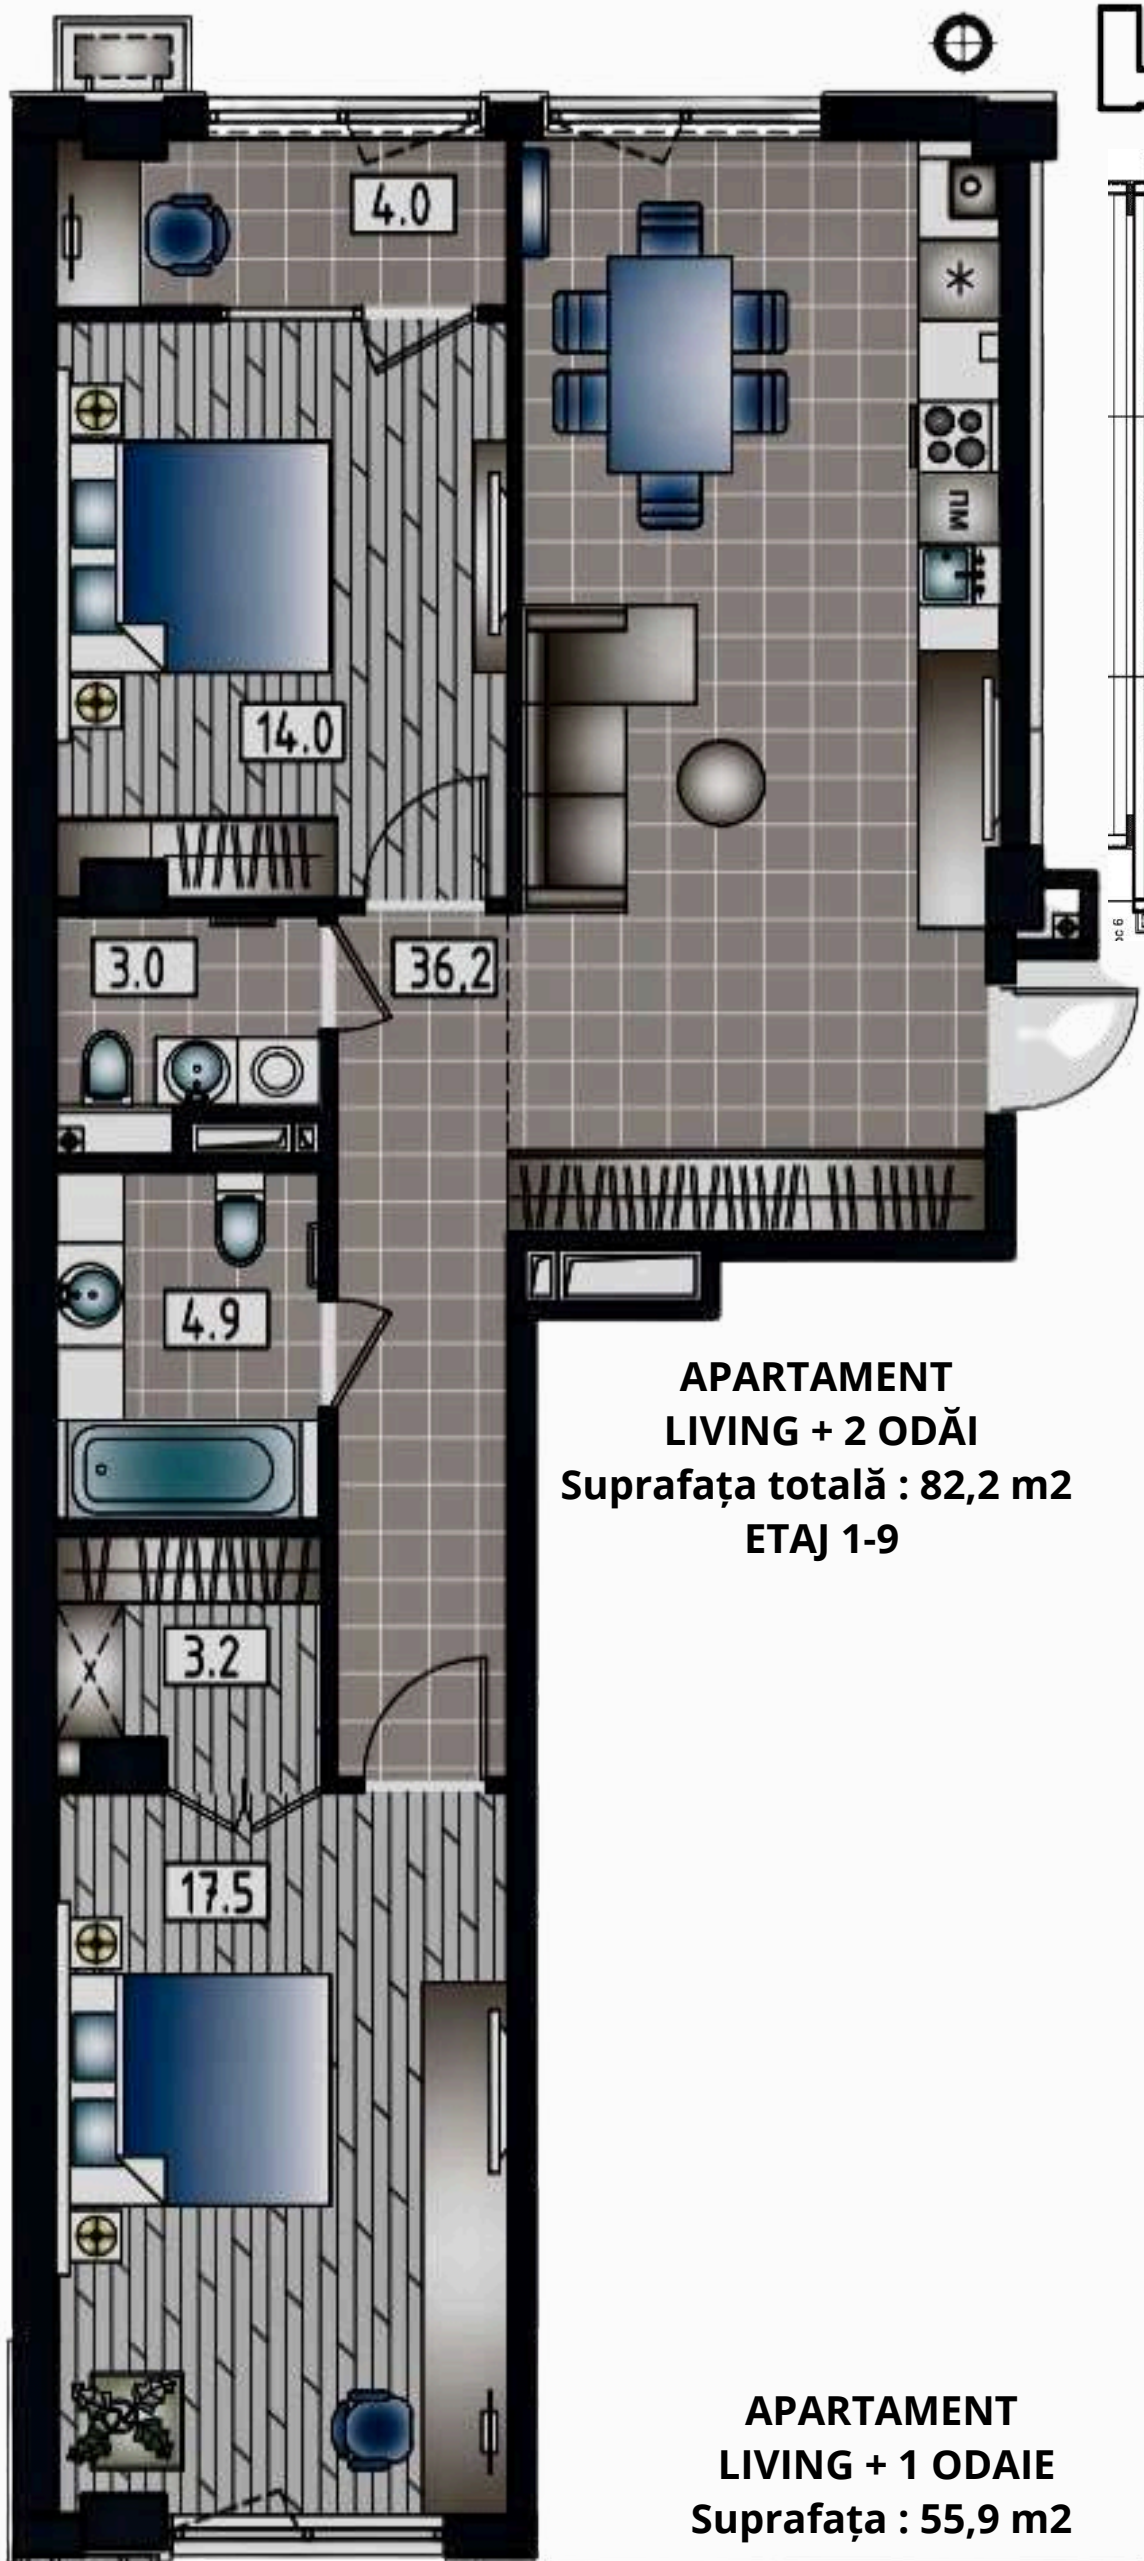 4.0
ПМ
14.0
3.0
36,2
4.9
APARTAMENT
LIVING + 2 ODĂI
Suprafața totală : 82,2 m2
ETAJ 1-9
3.2
17.5
APARTAMENT
LIVING + 1 ODAIE
Suprafața : 55,9 m2